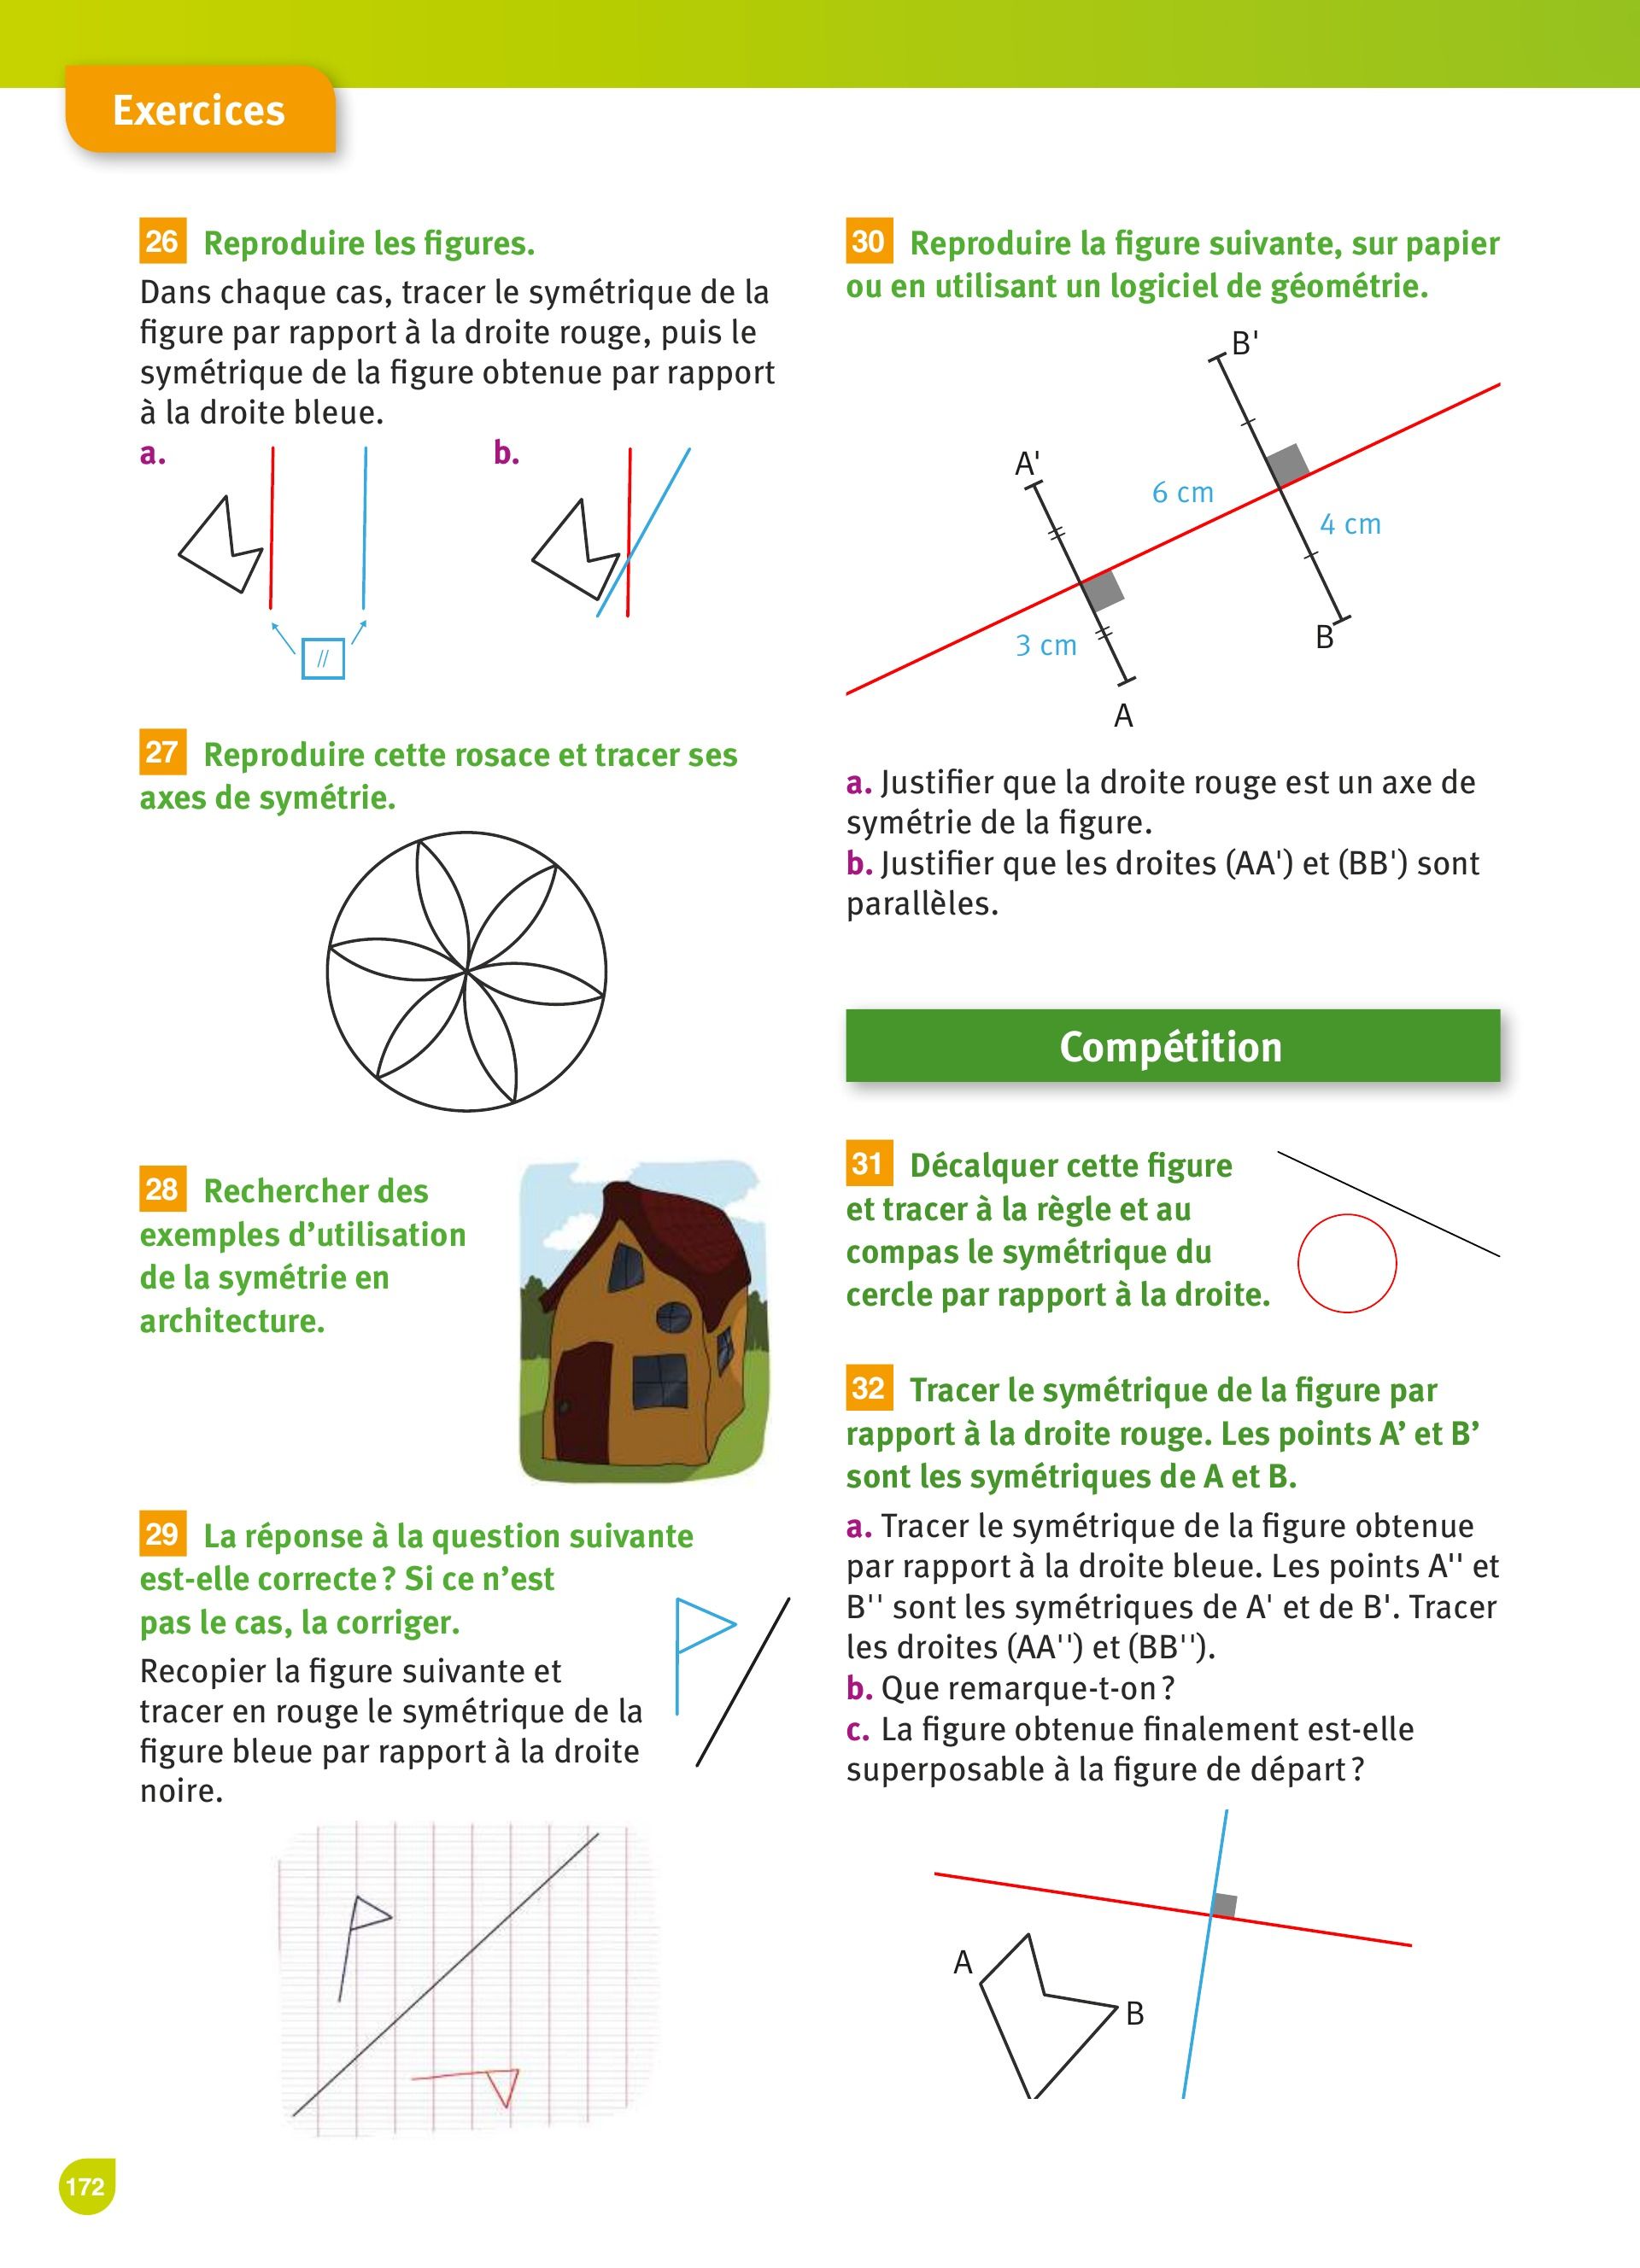 Exercices
26 Reproduire les figures.
Dans chaque cas, tracer le symétrique de la
figure par rapport à la droite rouge, puis le
symétrique de la figure obtenue par rapport
à la droite bleue.
a.
b.
//
27 Reproduire cette rosace et tracer ses
axes de symétrie.
28 Rechercher des
exemples d’utilisation
de la symétrie en
architecture.
29 La réponse à la question suivante
est-elle correcte ? Si ce n’est
pas le cas, la corriger.
Recopier la figure suivante et
tracer en rouge le symétrique de la
figure bleue par rapport à la droite
noire.
30 Reproduire la figure suivante, sur papier
ou en utilisant un logiciel de géométrie.
B'
A'
6 cm
4 cm
3 cm
B
A
a. Justifier que la droite rouge est un axe de
symétrie de la figure.
b. Justifier que les droites (AA') et (BB') sont
parallèles.
Compétition
31 Décalquer cette figure
et tracer à la règle et au
compas le symétrique du
cercle par rapport à la droite.
32 Tracer le symétrique de la figure par
rapport à la droite rouge. Les points A’ et B’
sont les symétriques de A et B.
a. Tracer le symétrique de la figure obtenue
par rapport à la droite bleue. Les points A'' et
B'' sont les symétriques de A' et de B'. Tracer
les droites (AA'') et (BB'').
b. Que remarque-t-on ?
c. La figure obtenue finalement est-elle
superposable à la figure de départ ?
A
B
172